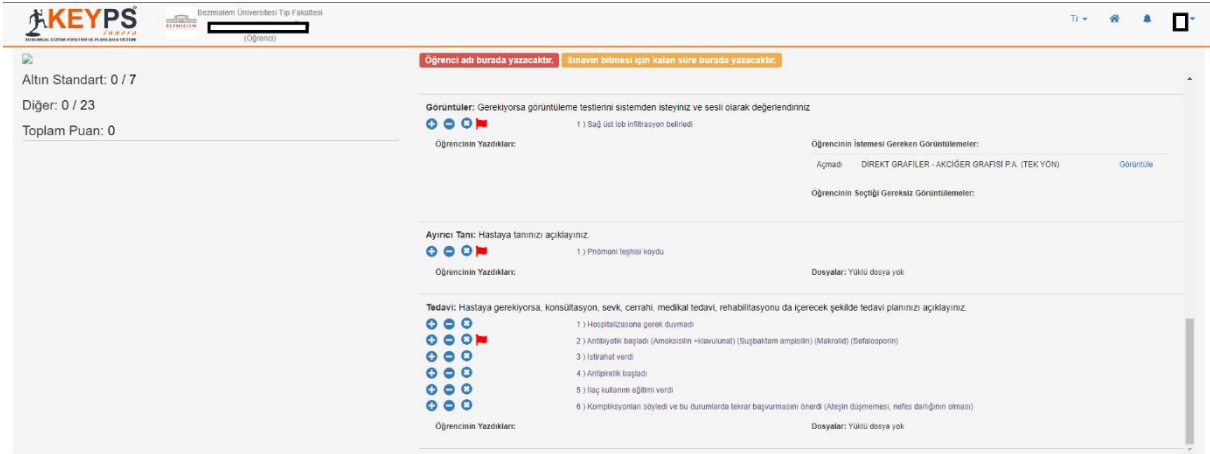 KEYPS
BEZMIALEM
Bezmialem Üniversitesi Tıp Fakültesi
(Öğrenci)
Tr
Altın Standart: 0 / 7
Diğer: 0 / 23
Toplam Puan: 0
Öğrenci adı burada yazacaktır. Sınavın bitmesi için kalan süre burada yazacaktır.
Görüntüler: Gerekiyorsa görüntüleme testlerini sistemden isteyiniz ve sesli olarak değerlendiriniz
1 ) Sağ üst lob infiltrasyon belirledi
Öğrencinin Yazdıkları:
Öğrencinin İstemesi Gereken Görüntülemeler:
Açmadı DİREKT GRAFİLER - AKCİĞER GRAFİSİ P.A. (TEK YÖN) Görüntüle
Öğrencinin Seçtiği Gereksiz Görüntülemeler:
Ayırıcı Tanı: Hastaya tanınızı açıklayınız.
1 ) Pnömoni teşhisi koydu
Öğrencinin Yazdıkları:
Dosyalar: Yüklü dosya yok
Tedavi: Hastaya gerekiyorsa, konsültasyon, sevk, cerrahi, medikal tedavi, rehabilitasyonu da içerecek şekilde tedavi planınızı açıklayınız.
1 ) Hospitalizasona gerek duymadı
2 ) Antibiyotik başladı (Amoksisilin +klavulunat) (Suşbaktam ampisilin) (Makrolid) (Sefalosporin)
3 ) İstirahat verdi
4 ) Antipiretik başladı
5 ) İlaç kullanım eğitimi verdi
6 ) Kompliksyonları söyledi ve bu durumlarda tekrar başvurmasını önerdi (Ateşin düşmemesi, nefes darlığının olması)
Öğrencinin Yazdıkları:
Dosyalar: Yüklü dosya yok